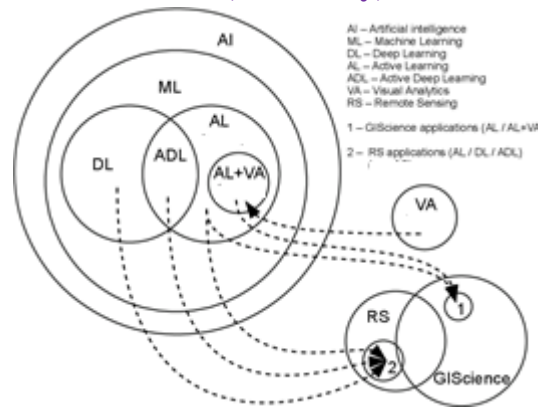 AI
ML
AL
DL
ADL
AL+VA
AI – Artificial intelligence
ML – Machine Learning
DL – Deep Learning
AL – Active Learning
ADL – Active Deep Learning
VA – Visual Analytics
RS – Remote Sensing
1 – GIScience applications (AL / AL+VA
2 – RS applications (AL / DL / ADL)
VA
RS
1
2
GIScience